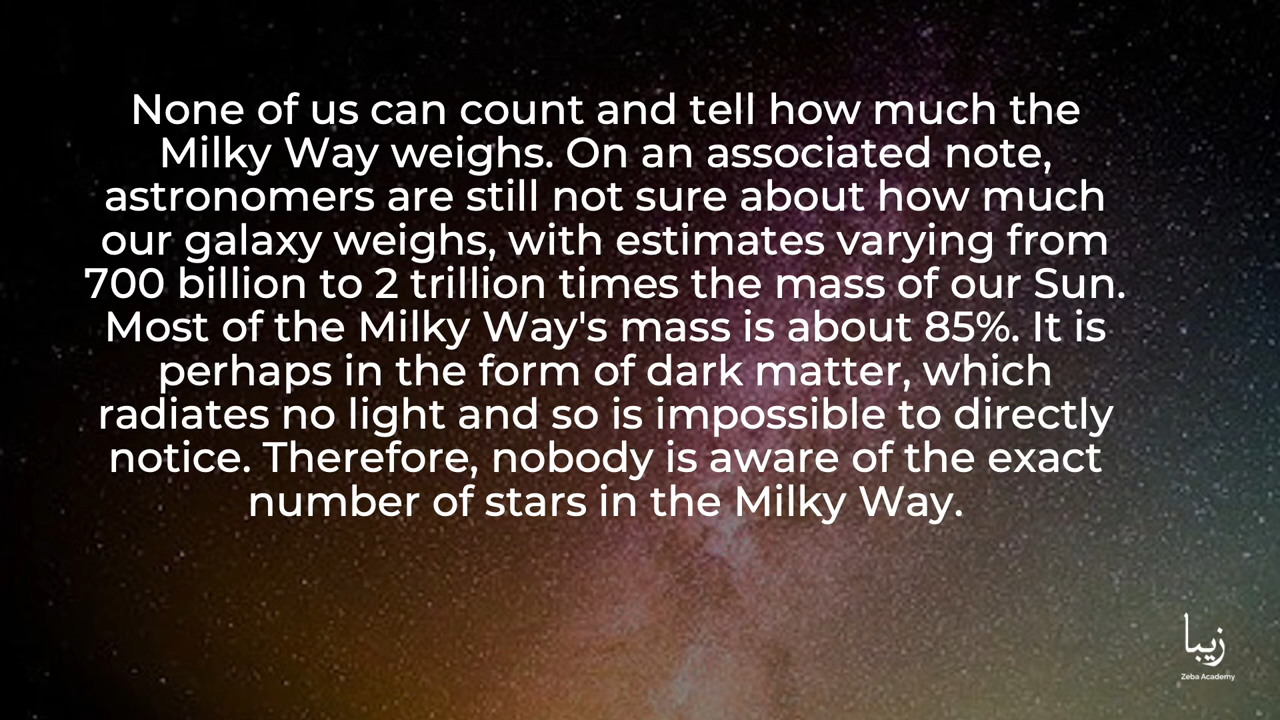 None of us can count and tell how much the
Milky Way weighs. On an associated note,
astronomers are still not sure about how much
our galaxy weighs, with estimates varying from
700 billion to 2 trillion times the mass of our Sun.
Most of the Milky Way's mass is about 85%. It is
perhaps in the form of dark matter, which
radiates no light and so is impossible to directly
notice. Therefore, nobody is aware of the exact
number of stars in the Milky Way.
زیبا
Zeba Academy